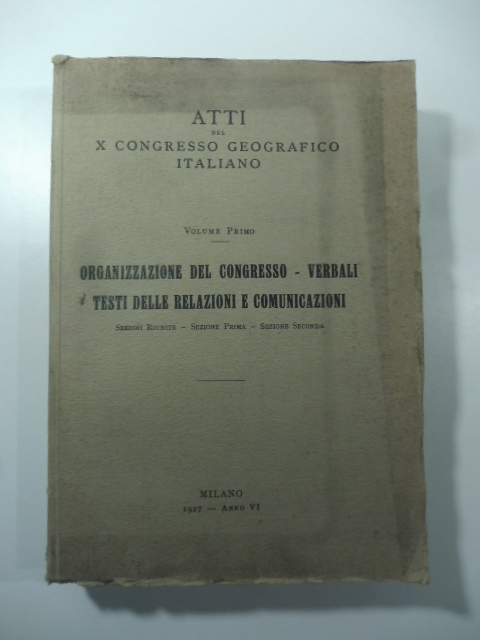 ATTI
DEL
X CONGRESSO GEOGRAFICO
ITALIANO
VOLUME PRIMO
ORGANIZZAZIONE DEL CONGRESSO - VERBALI
TESTI DELLE RELAZIONI E COMUNICAZIONI
SEZIONI RIUNITE - SEZIONE PRIMA - SEZIONE SECONDA
MILANO
1927 — ANNO VI